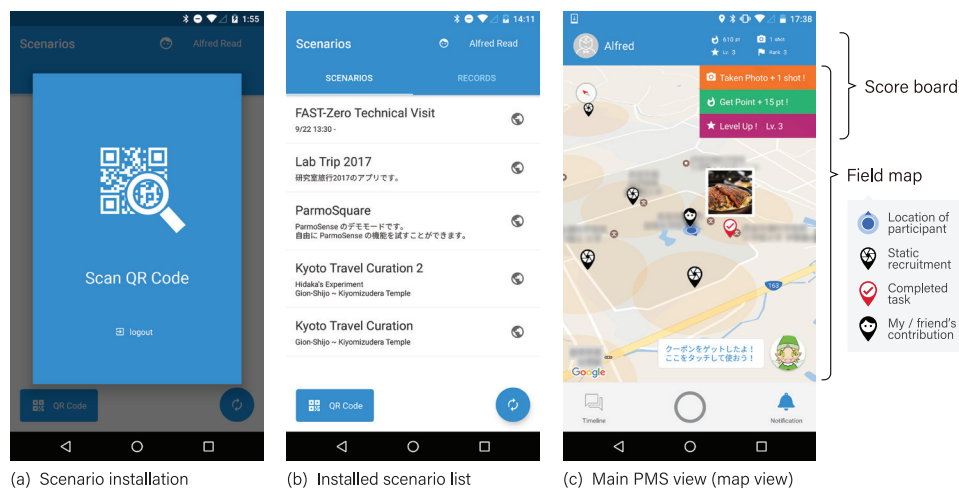 1:55
Scenarios
Alfred Read
Scan QR Code
logout
QR Code
(a) Scenario installation
14:11
Scenarios
Alfred Read
SCENARIOS
RECORDS
FAST-Zero Technical Visit
9/22 13:30 -
Lab Trip 2017
研究室旅行2017のアプリです。
ParmoSquare
ParmoSense のデモモードです。
自由に ParmoSense の機能を試すことができます。
Kyoto Travel Curation 2
Hidaka's Experiment
Gion-Shijo ~ Kiyomizudera Temple
Kyoto Travel Curation
Gion-Shijo ~ Kiyomizudera Temple
QR Code
(b) Installed scenario list
17:38
Alfred
610 pt
1 shot
Lv. 3
Rank 3
Taken Photo + 1 shot !
Get Point + 15 pt !
Level Up ! Lv. 3
163
クーポンをゲットしたよ！
ここをタッチして使おう！
Google
Timeline
Notification
(c) Main PMS view (map view)
Score board
Field map
Location of
participant
Static
recruitment
Completed
task
My / friend's
contribution